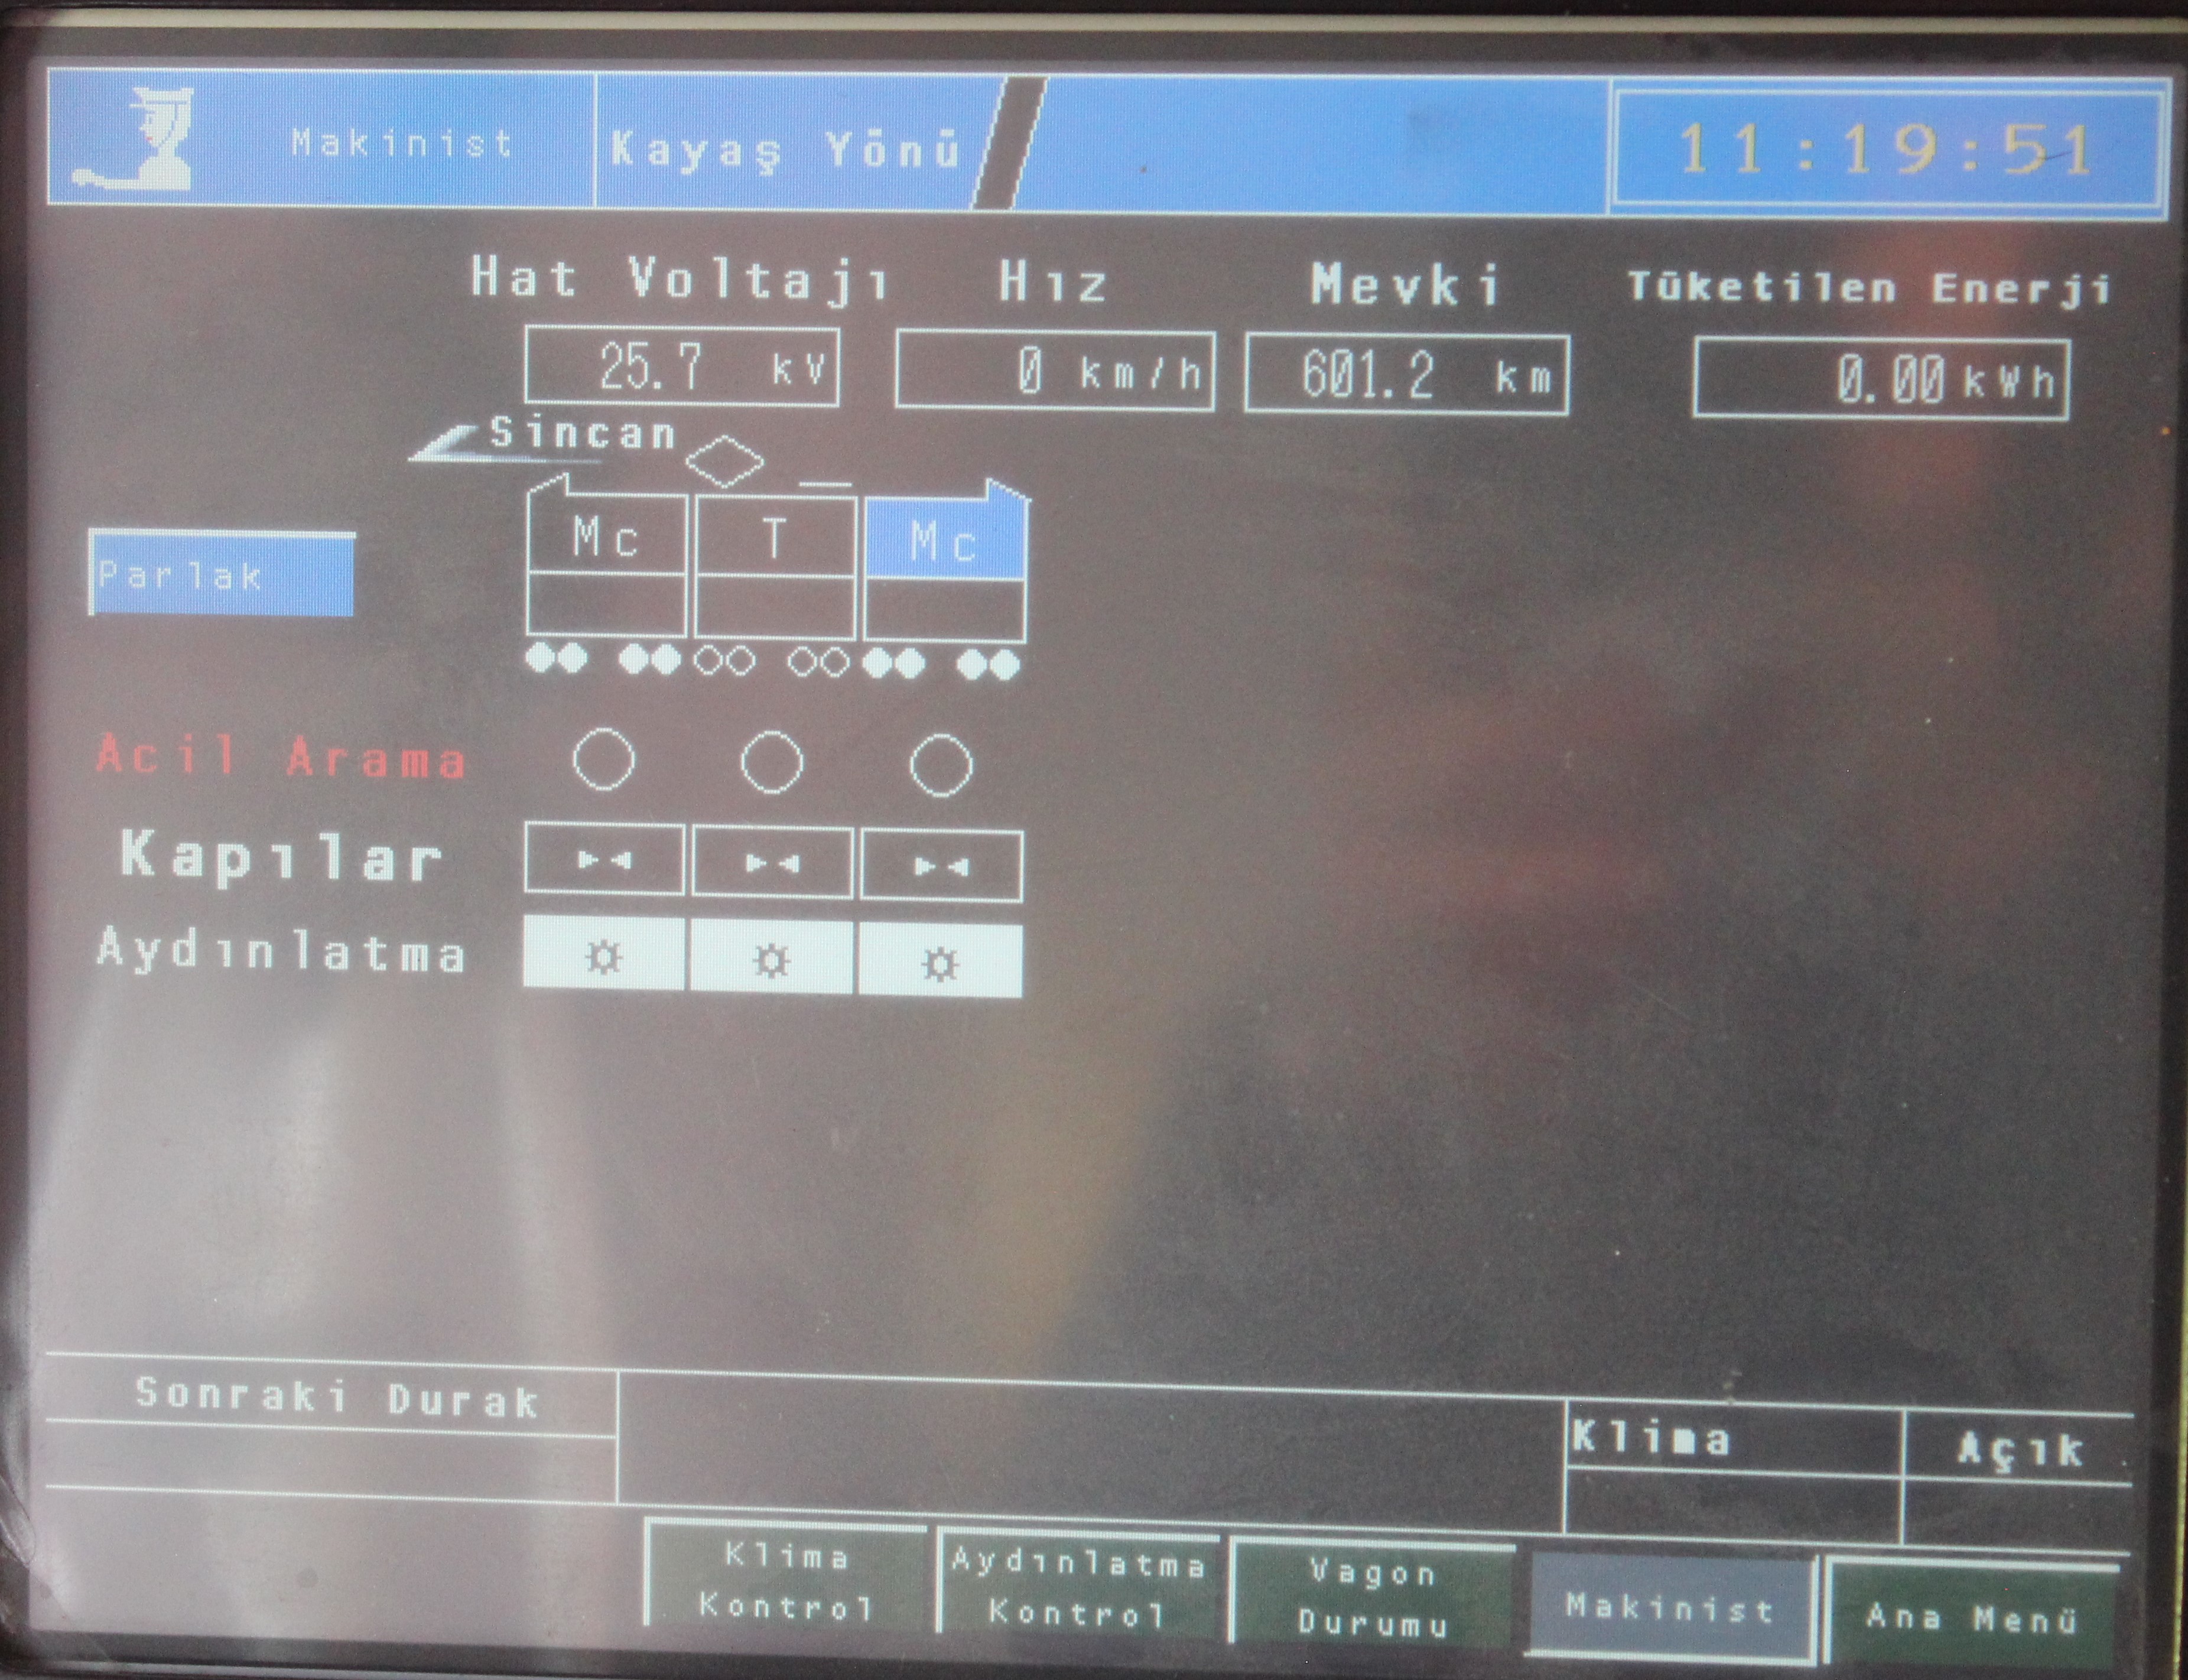 Makinist
Kayaş Yönü
11:19:51
Hat Voltajı
Hız
Mevki
Tüketilen Enerji
25.7 kV
0 km/h
601.2 km
0.00 kWh
Sincan
Mc
T
Mc
Parlak
Acil Arama
Kapılar
Aydınlatma
Sonraki Durak
Klima
Açık
Klima
Kontrol
Aydınlatma
Kontrol
Vagon
Durumu
Makinist
Ana Menü